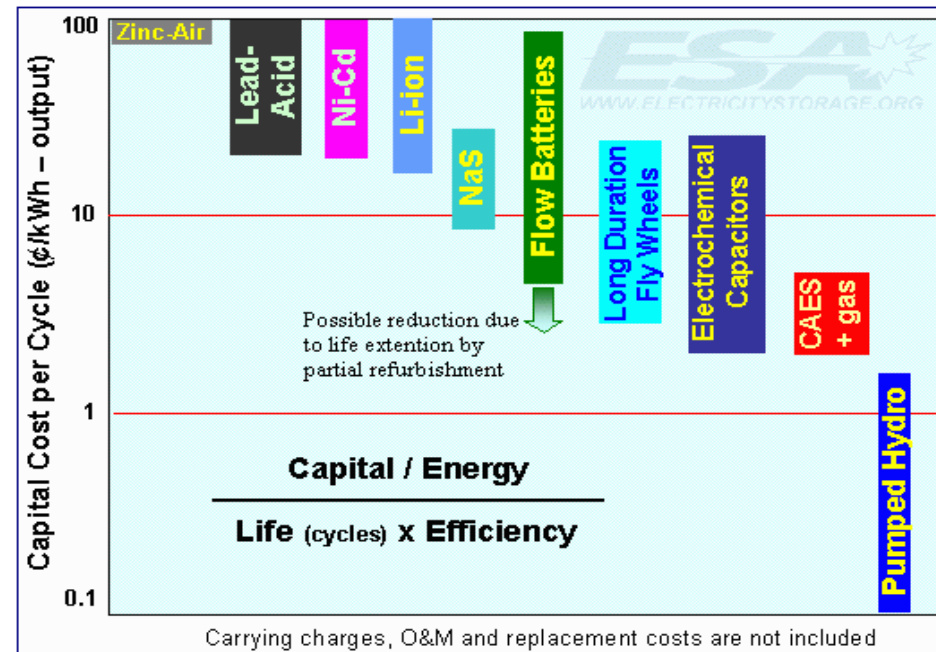 Capital Cost per Cycle (¢/kWh – output)
100
10
1
0.1
Zinc-Air
Lead-
Acid
Ni-Cd
Li-ion
NaS
Flow Batteries
Long Duration
Fly Wheels
Electrochemical
Capacitors
CAES
+ gas
Pumped Hydro
ESA
WWW.ELECTRICITYSTORAGE.ORG
Possible reduction due
to life extention by
partial refurbishment
Capital / Energy
Life (cycles) x Efficiency
Carrying charges, O&M and replacement costs are not included